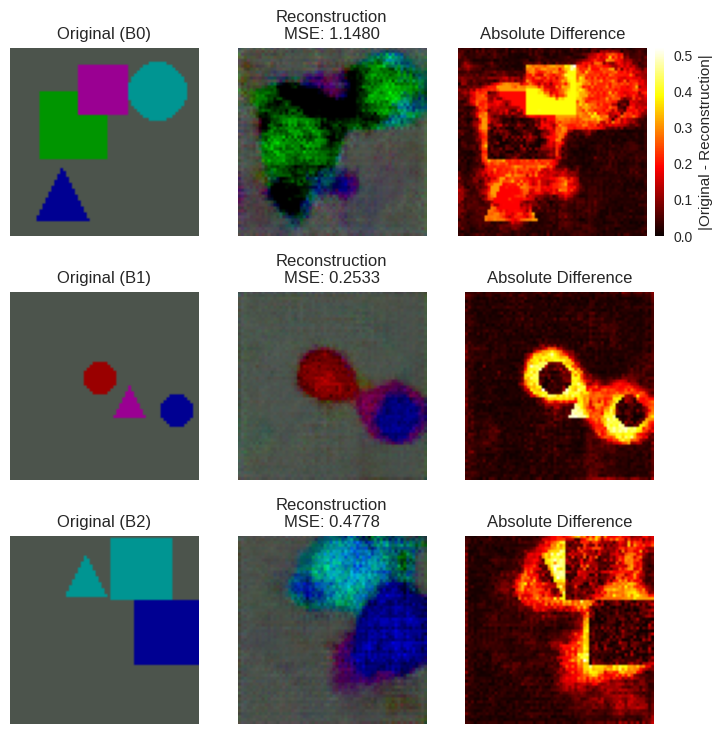 Original (B0)
Reconstruction
MSE: 1.1480
Absolute Difference
0.5
0.4
0.3
0.2
0.1
0.0
|Original - Reconstruction|
Original (B1)
Reconstruction
MSE: 0.2533
Absolute Difference
Original (B2)
Reconstruction
MSE: 0.4778
Absolute Difference